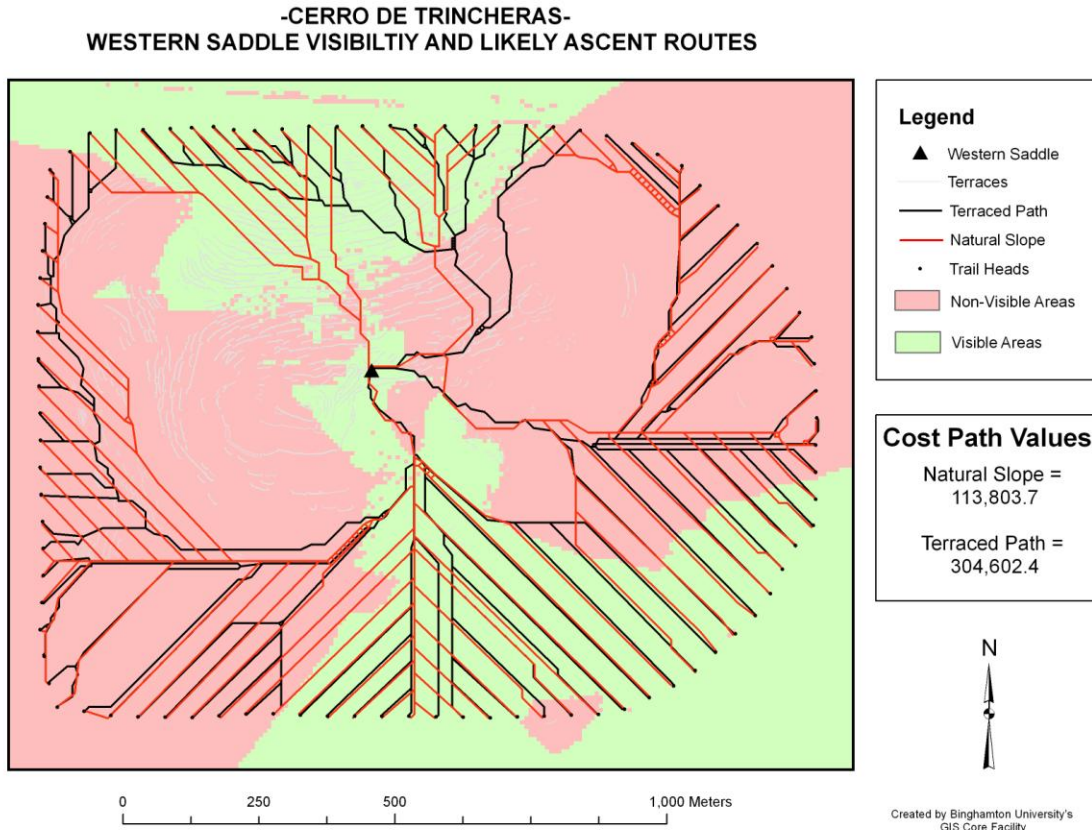 -CERRO DE TRINCHERAS-
WESTERN SADDLE VISIBILTIY AND LIKELY ASCENT ROUTES
Legend
Western Saddle
Terraces
Terraced Path
Natural Slope
Trail Heads
Non-Visible Areas
Visible Areas
Cost Path Values
Natural Slope =
113,803.7
Terraced Path =
304,602.4
N
0 250 500 1,000 Meters
Created by Binghamton University's
GIS Core Facility